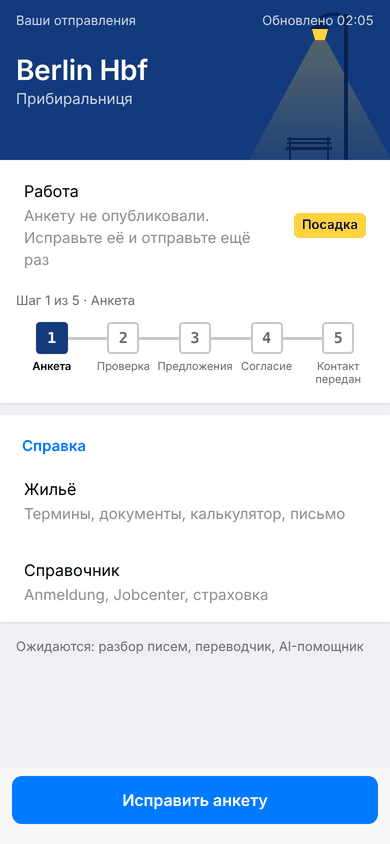 Ваши отправления
Обновлено 02:05
Berlin Hbf
Прибиральниця
Работа
Анкету не опубликовали.
Исправьте её и отправьте ещё
раз
Посадка
Шаг 1 из 5 · Анкета
1
2
3
4
5
Анкета
Проверка
Предложения
Согласие
Контакт
передан
Справка
Жильё
Термины, документы, калькулятор, письмо
Справочник
Anmeldung, Jobcenter, страховка
Ожидаются: разбор писем, переводчик, AI-помощник
Исправить анкету